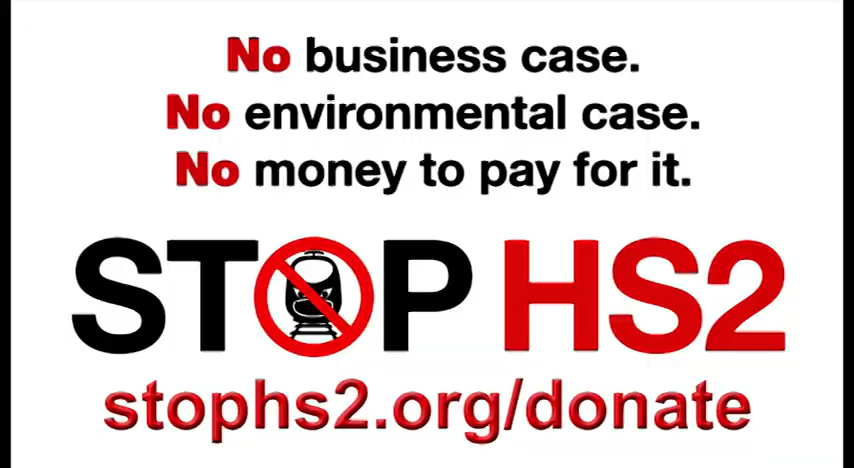 No business case.
No environmental case.
No money to pay for it.
STOP HS2
stophs2.org/donate